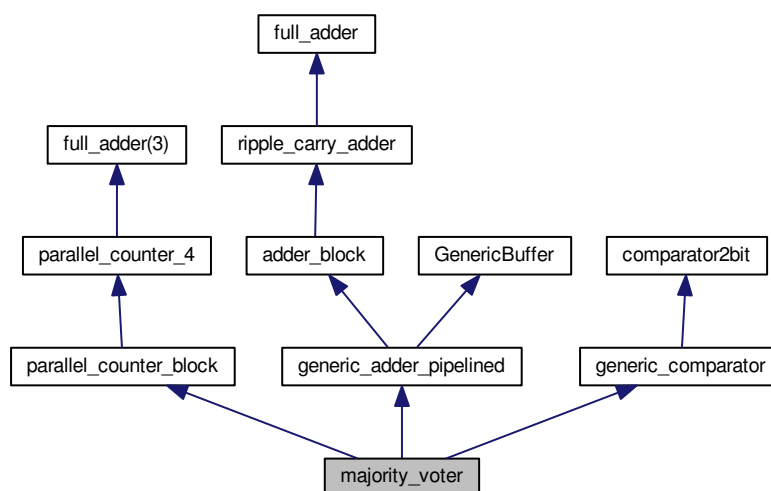 full_adder
full_adder(3)
ripple_carry_adder
parallel_counter_4
adder_block
GenericBuffer
comparator2bit
parallel_counter_block
generic_adder_pipelined
generic_comparator
majority_voter